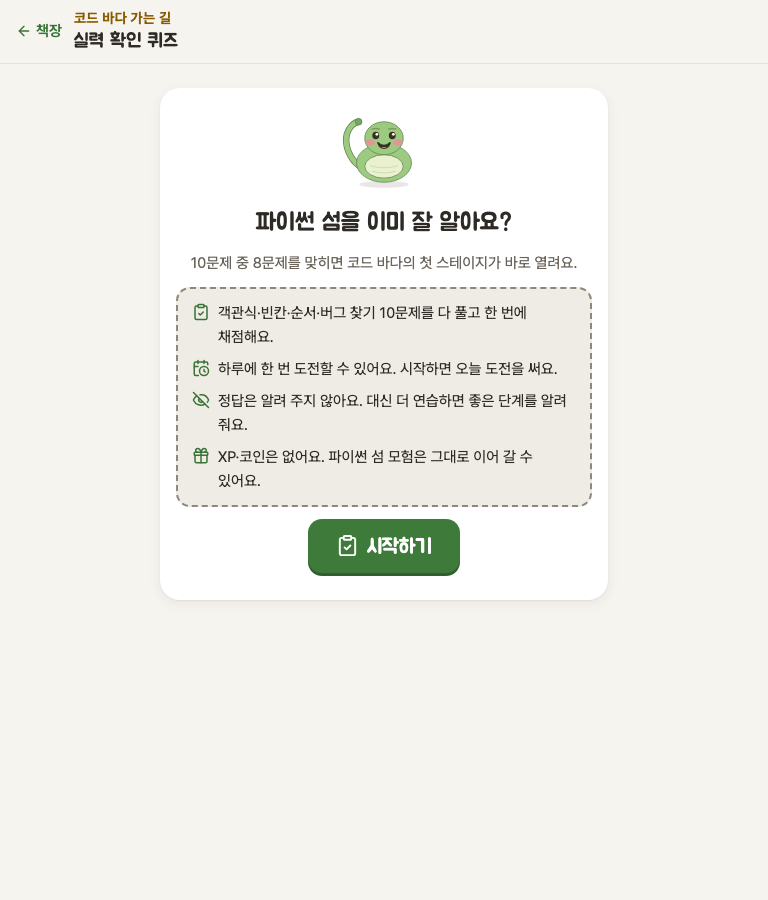 책장
코드 바다 가는 길
실력 확인 퀴즈
파이썬 섬을 이미 잘 알아요?
10문제 중 8문제를 맞히면 코드 바다의 첫 스테이지가 바로 열려요.
객관식·빈칸·순서·버그 찾기 10문제를 다 풀고 한 번에
채점해요.
하루에 한 번 도전할 수 있어요. 시작하면 오늘 도전을 써요.
정답은 알려 주지 않아요. 대신 더 연습하면 좋은 단계를 알려
줘요.
XP·코인은 없어요. 파이썬 섬 모험은 그대로 이어 갈 수
있어요.
시작하기